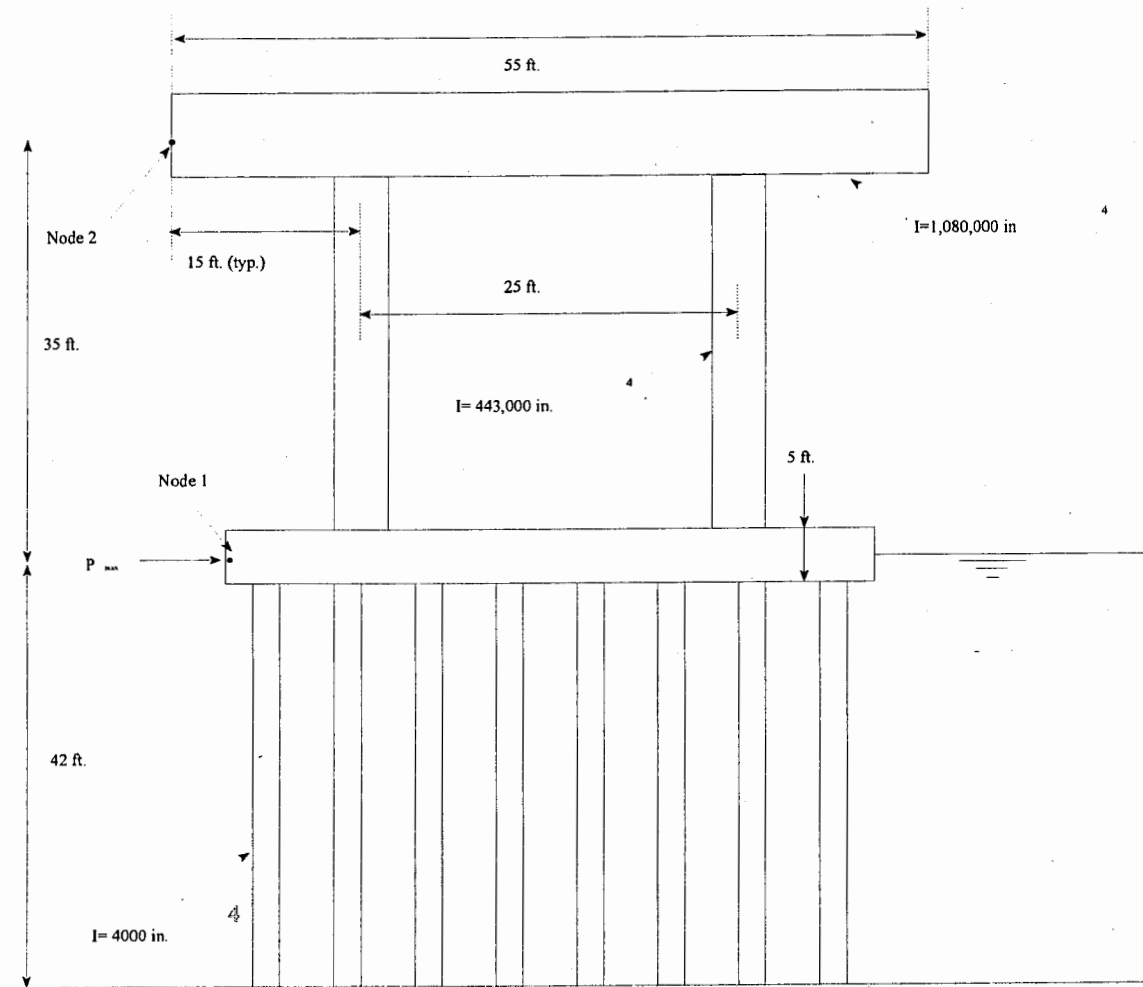 55 ft.
Node 2
15 ft. (typ.)
4
I=1,080,000 in
25 ft.
35 ft.
4
I= 443,000 in.
5 ft.
Node 1
P
42 ft.
4
I= 4000 in.